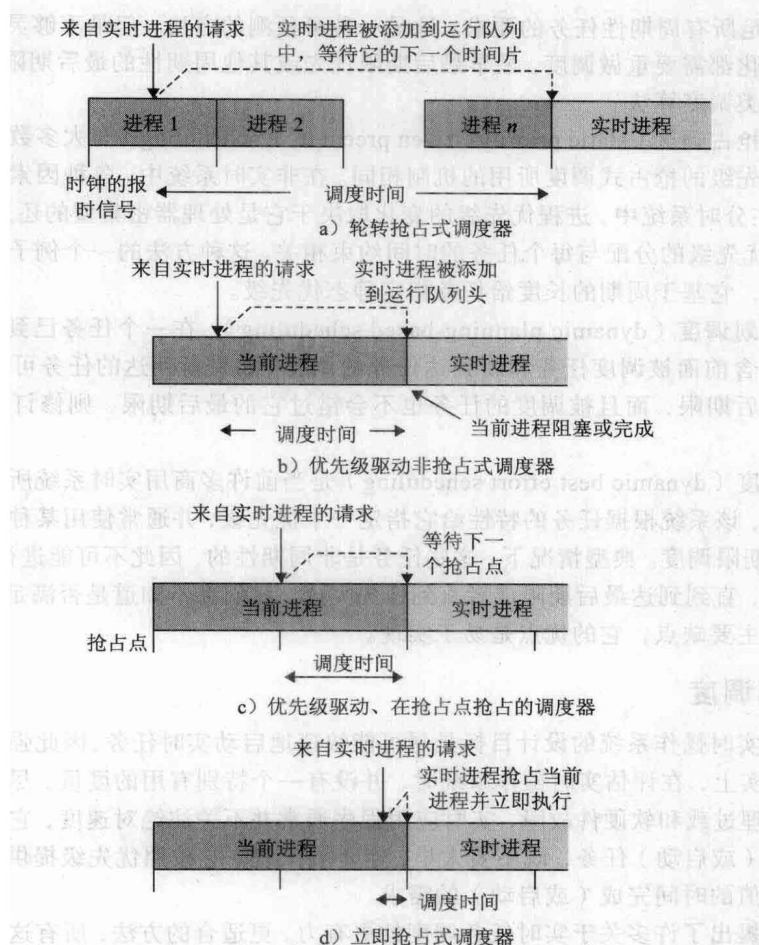 来自实时进程的请求
实时进程被添加到运行队列
中，等待它的下一个时间片
进程 1
进程 2
进程 n
实时进程
时钟的报
时信号
调度时间
a）轮转抢占式调度器
来自实时进程的请求
实时进程被添加
到运行队列头
当前进程
实时进程
调度时间
当前进程阻塞或完成
b）优先级驱动非抢占式调度器
来自实时进程的请求
等待下一
个抢占点
当前进程
实时进程
抢占点
调度时间
c）优先级驱动、在抢占点抢占的调度器
来自实时进程的请求
实时进程抢占当前
进程并立即执行
当前进程
实时进程
调度时间
d）立即抢占式调度器